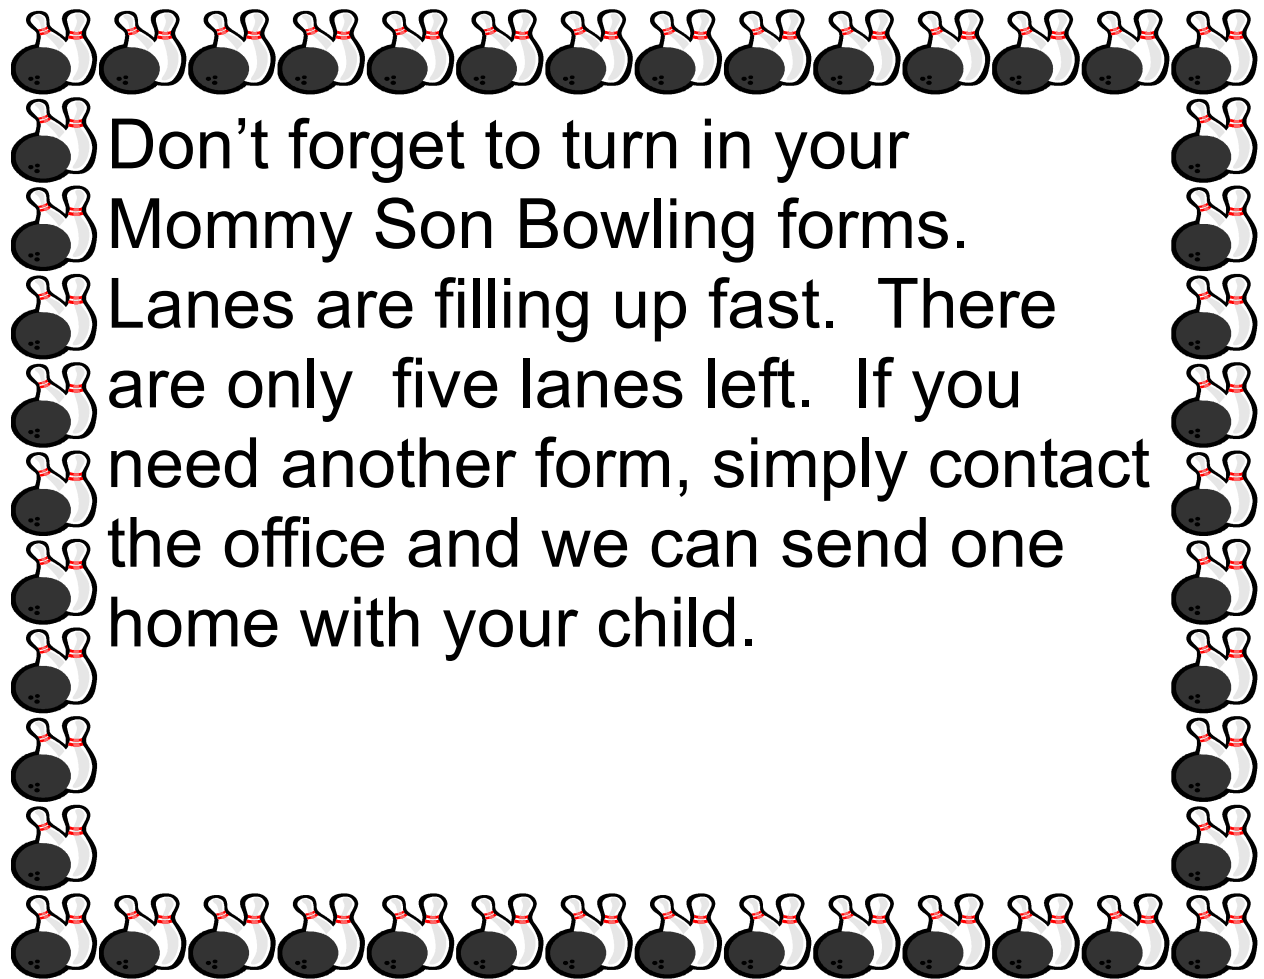 Don’t forget to turn in your
Mommy Son Bowling forms.
Lanes are filling up fast.  There
are only  five lanes left.  If you
need another form, simply contact
the office and we can send one
home with your child.